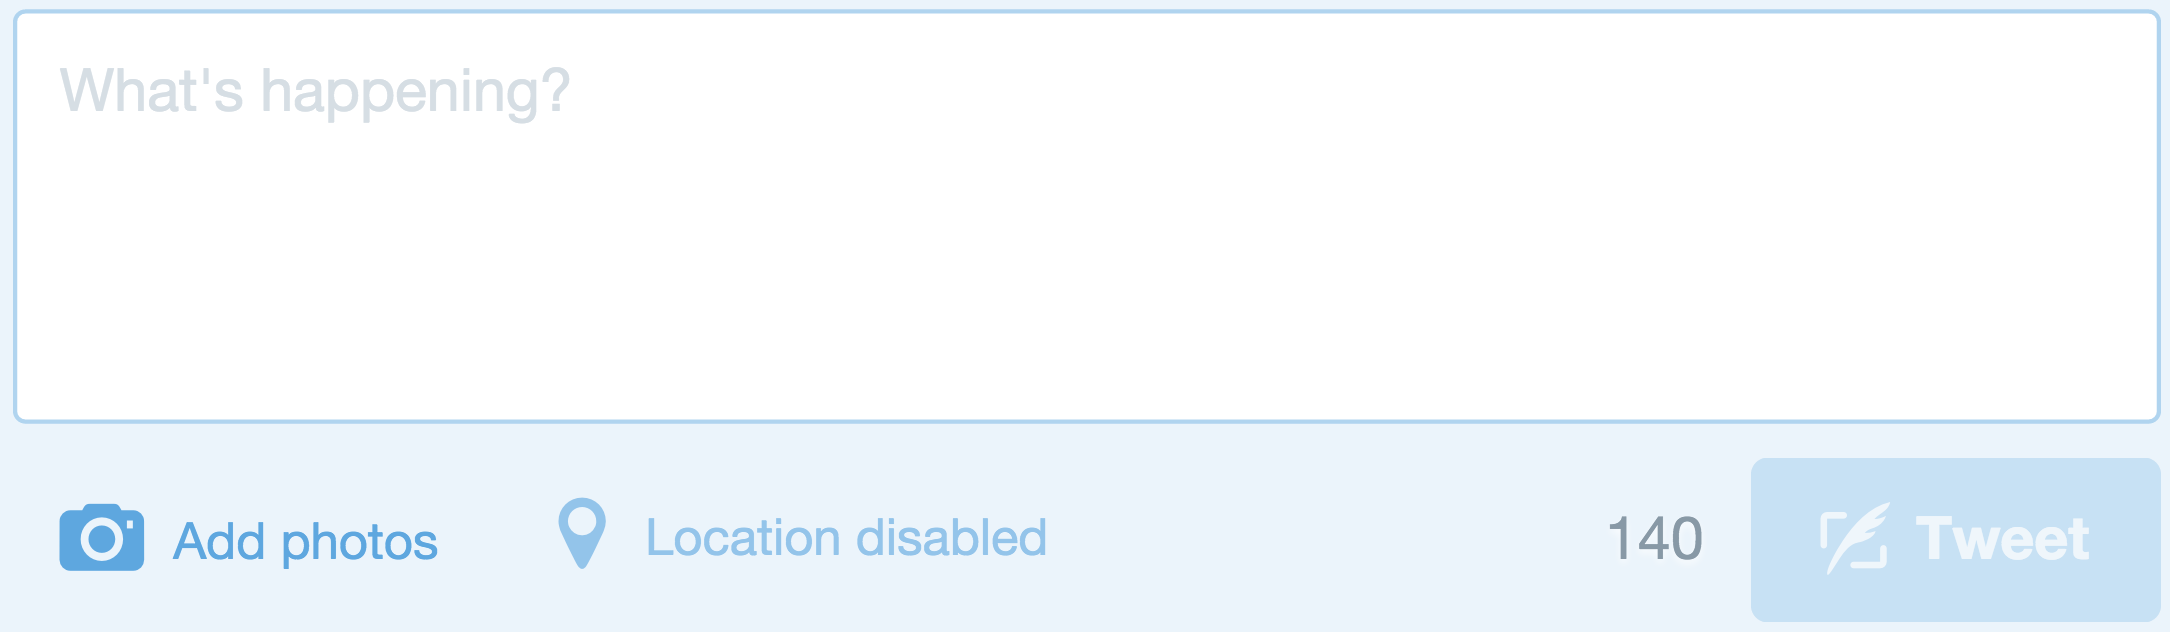 What's happening?
Add photos Location disabled 140 Tweet